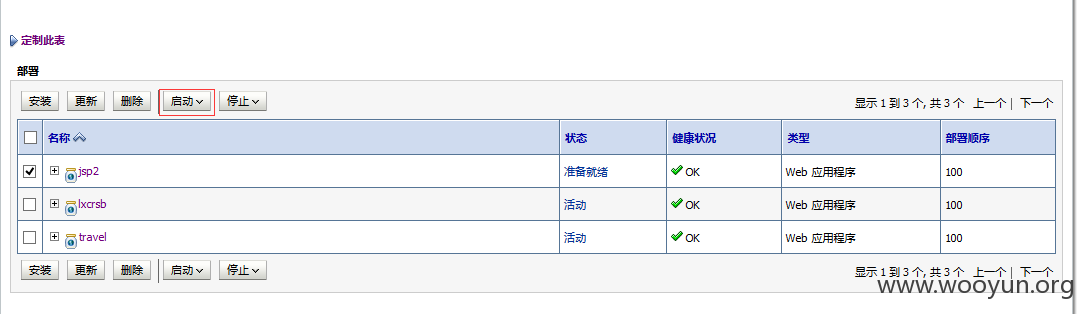 定制此表
部署
安装 更新 删除 启动 停止 显示 1 到 3 个, 共 3 个 上一个 | 下一个
名称 状态 健康状况 类型 部署顺序
jsp2 准备就绪 OK Web 应用程序 100
lxcrsb 活动 OK Web 应用程序 100
travel 活动 OK Web 应用程序 100
安装 更新 删除 启动 停止 显示 1 到 3 个, 共 3 个 上一个 | 下一个
www.wooyun.org